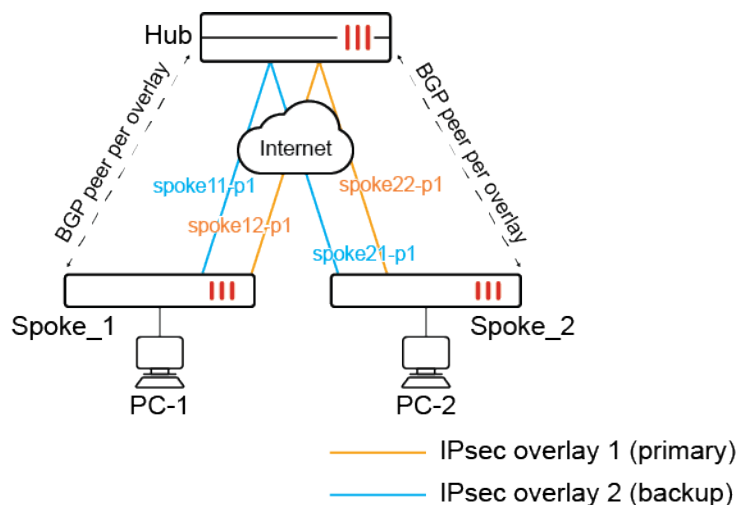 Hub
BGP peer per overlay
BGP peer per overlay
Internet
spoke11-p1
spoke22-p1
spoke12-p1
spoke21-p1
Spoke_1
Spoke_2
PC-1
PC-2
IPsec overlay 1 (primary)
IPsec overlay 2 (backup)